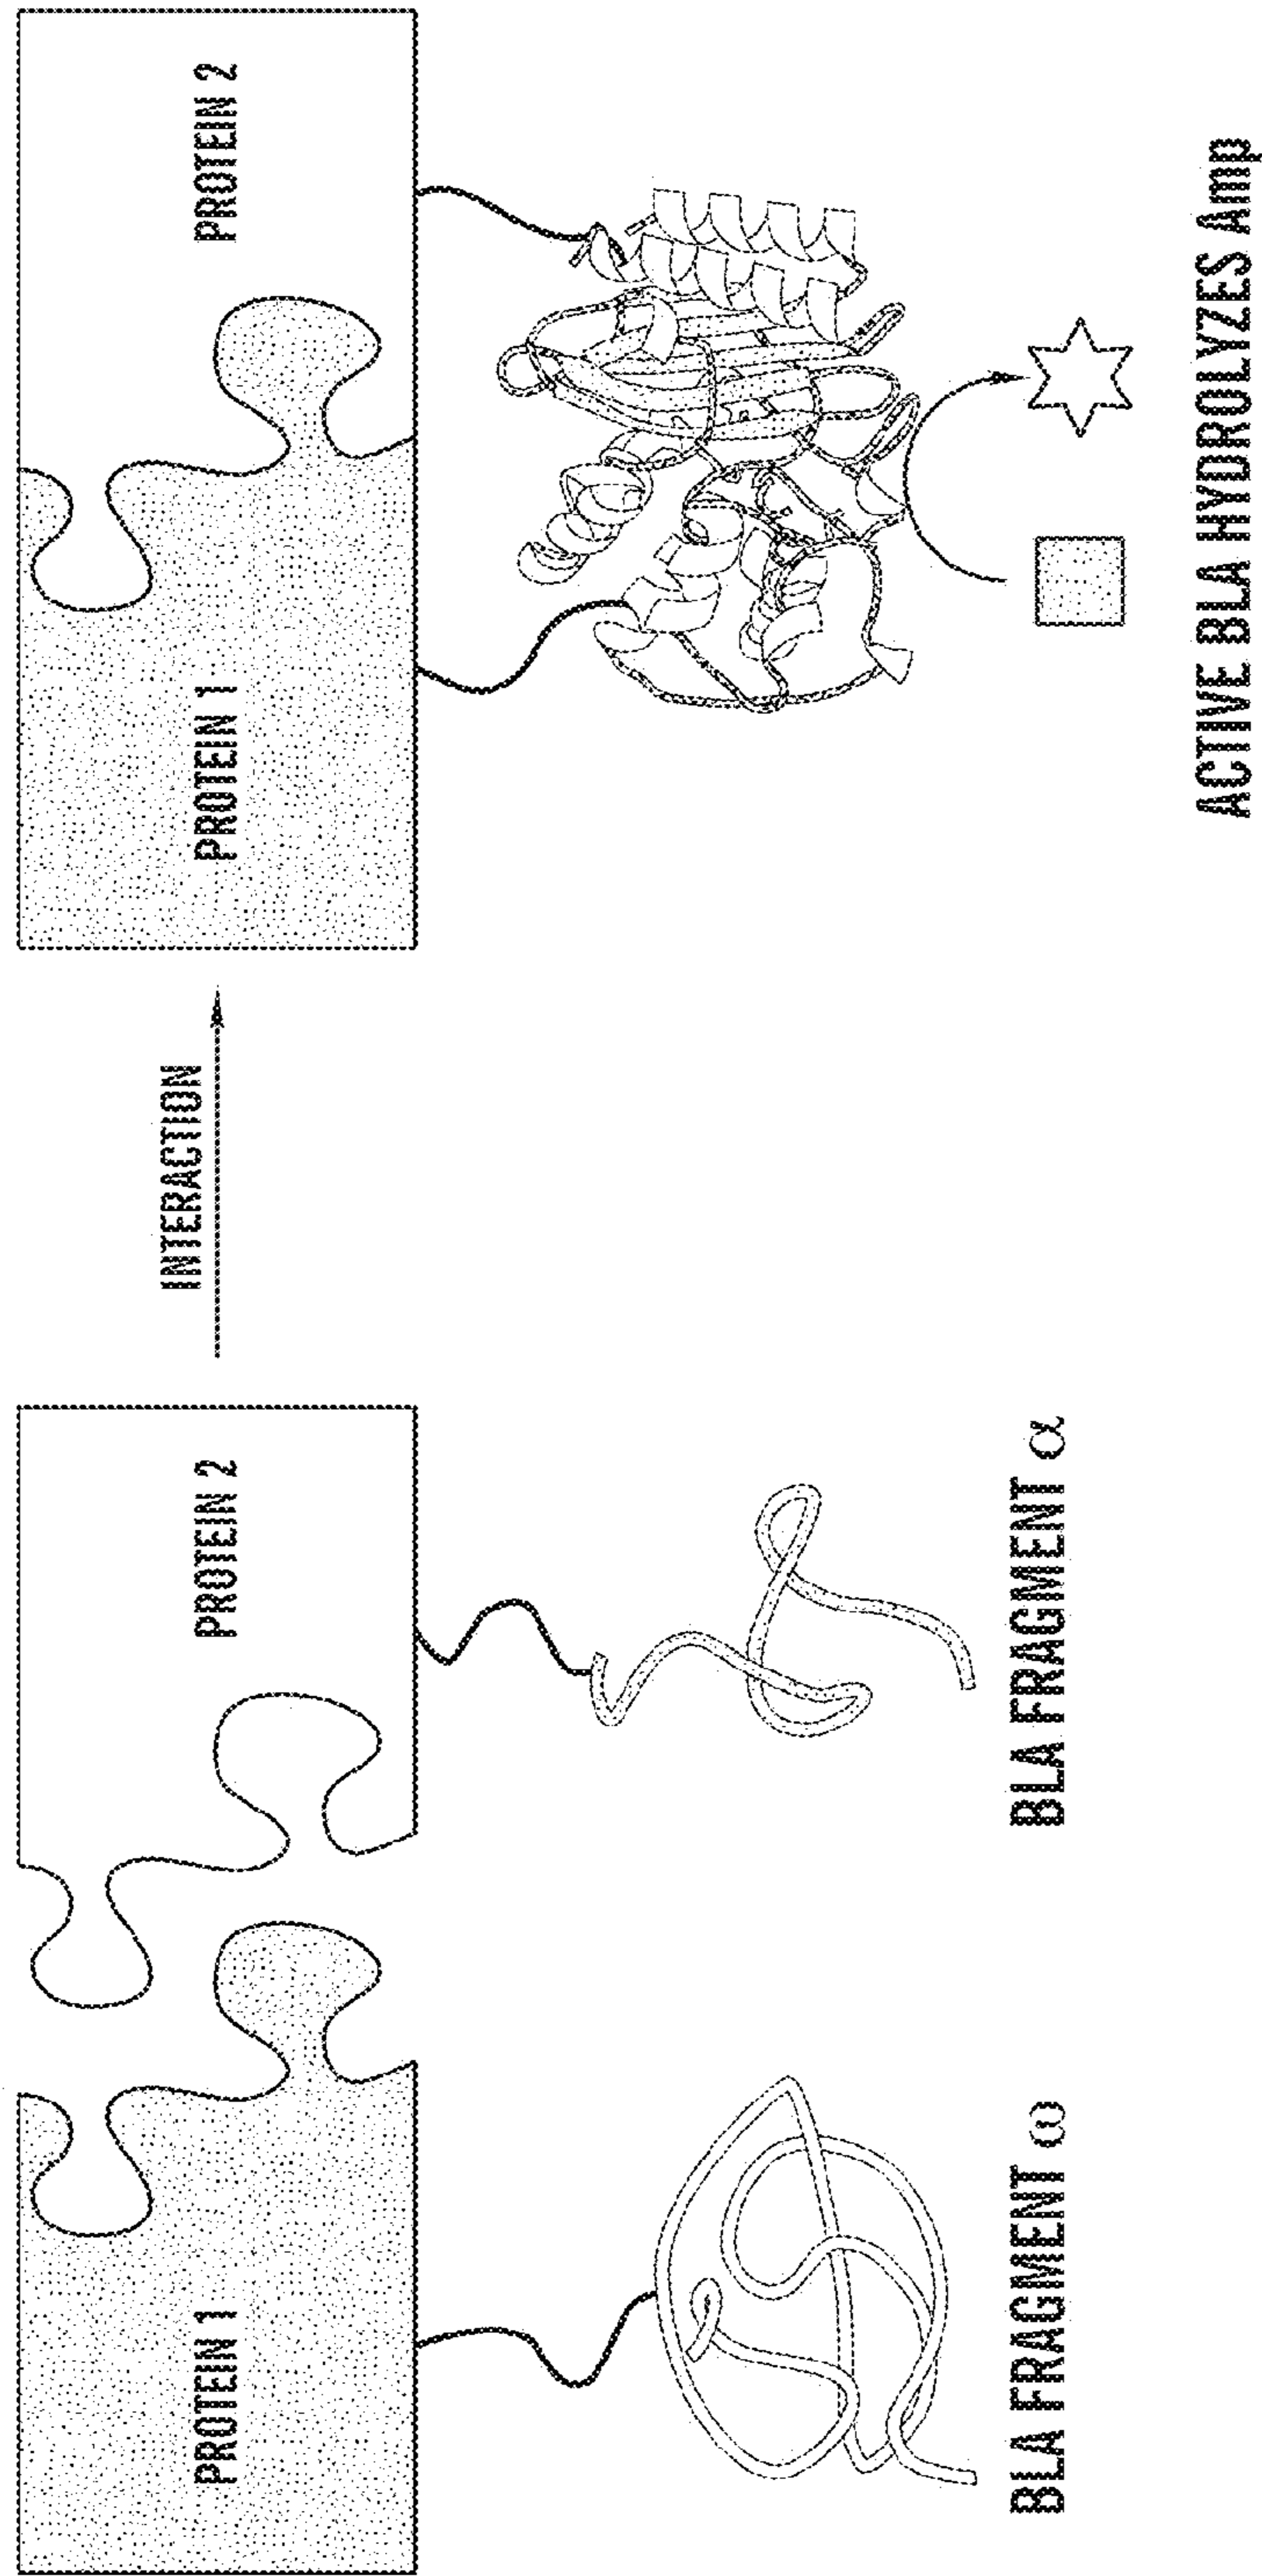 PROTEIN 1
PROTEIN 2
INTERACTION
PROTEIN 1
PROTEIN 2
BLA FRAGMENT ω
BLA FRAGMENT α
ACTIVE BLA HYDROLYZES Amp